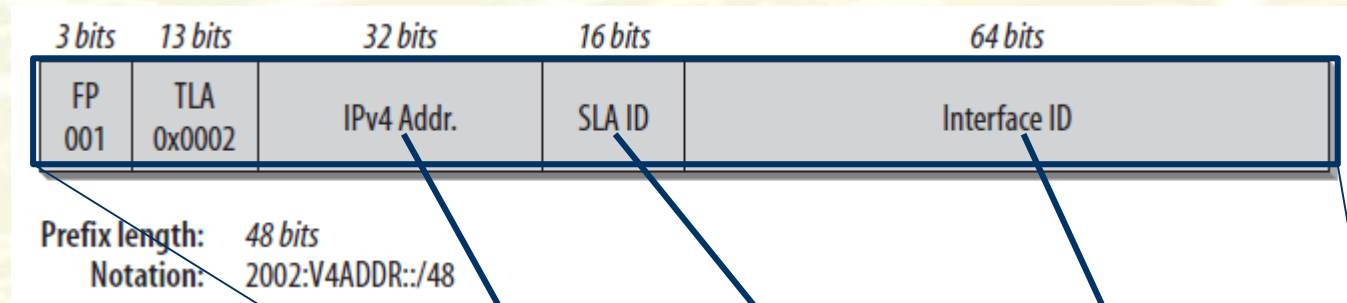 3 bits 13 bits 32 bits 16 bits 64 bits
FP TLA IPv4 Addr. SLA ID Interface ID
001 0x0002
Prefix length: 48 bits
Notation: 2002:V4ADDR::/48